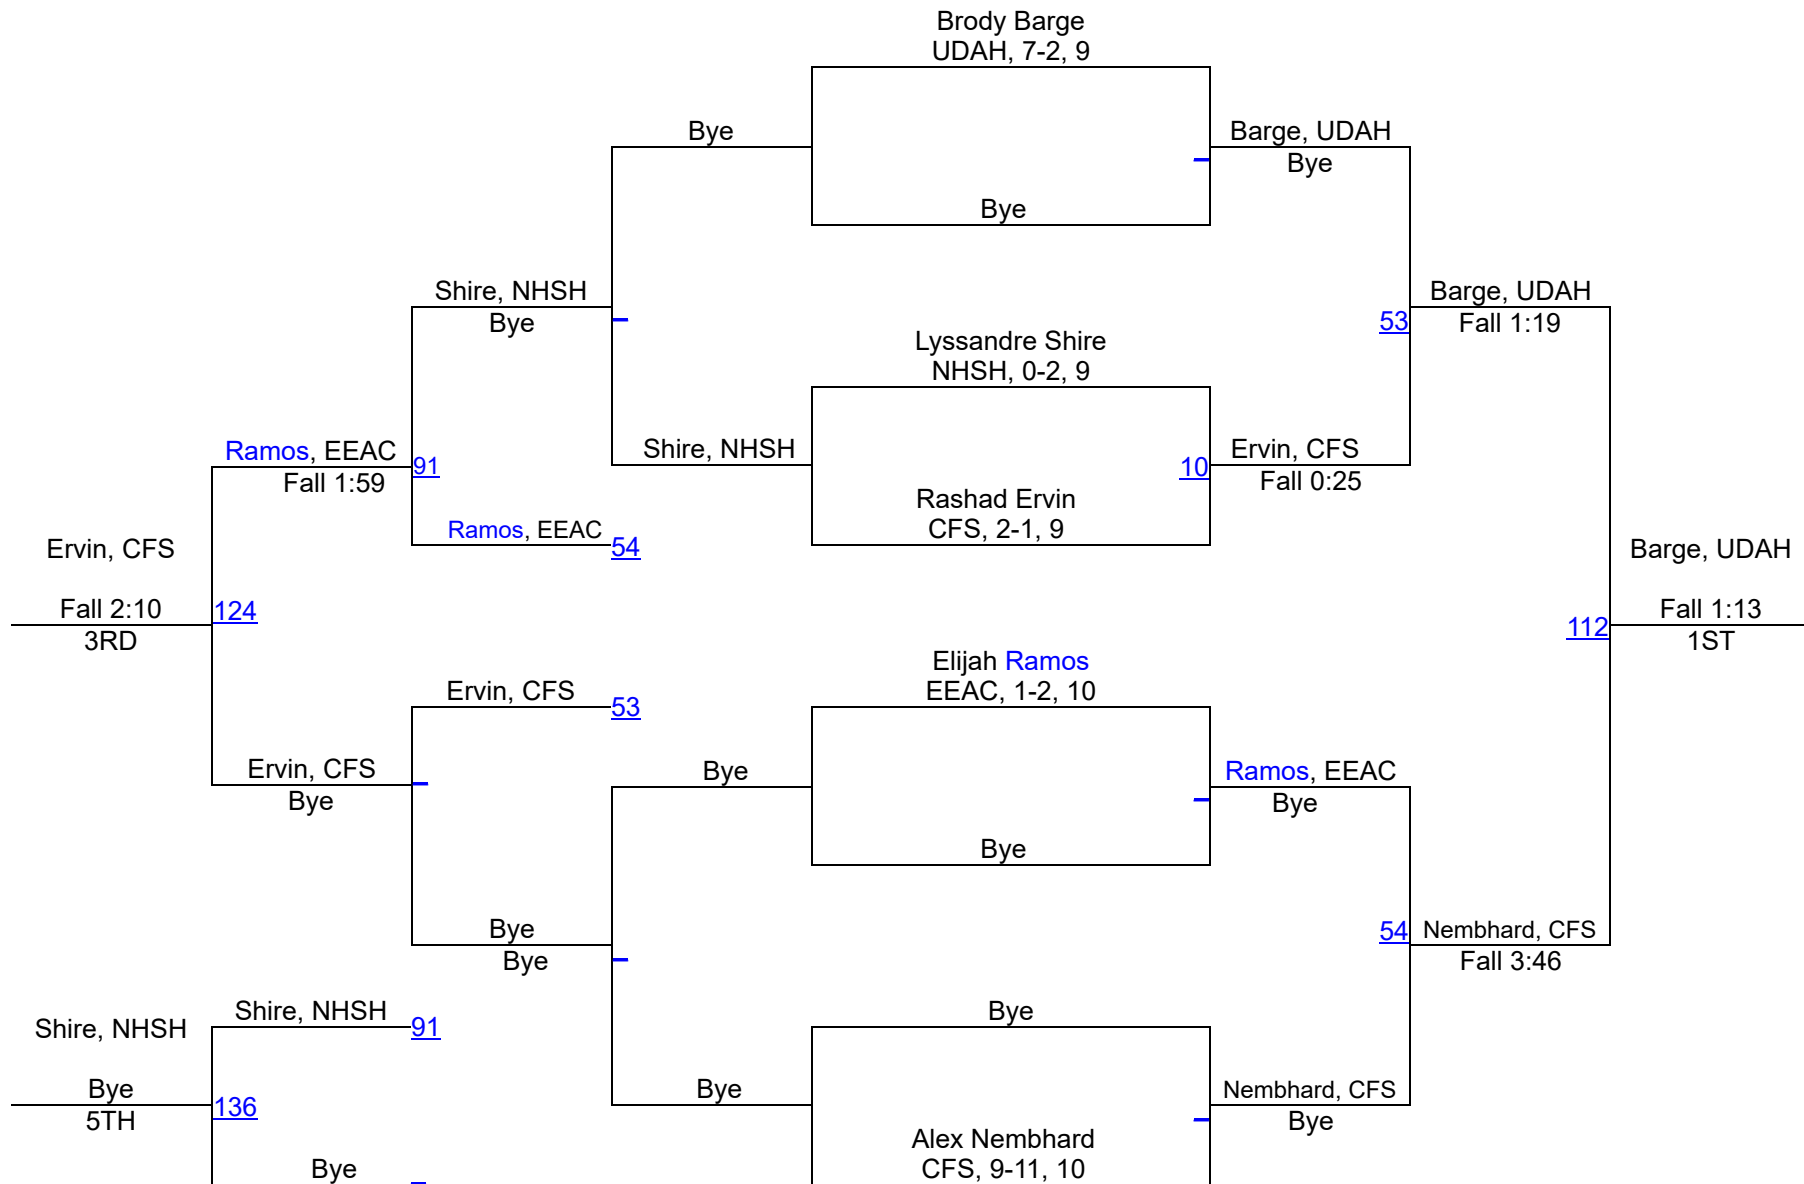 Brody Barge
UDAH, 7-2, 9
Bye
Barge, UDAH
Bye
Bye
Shire, NHSH
Bye
Barge, UDAH
53
Fall 1:19
Lyssandre Shire
NHSH, 0-2, 9
Ramos, EEAC
91
Fall 1:59
Shire, NHSH
10
Ervin, CFS
Fall 0:25
Rashad Ervin
CFS, 2-1, 9
Ramos, EEAC
54
Ervin, CFS
Fall 2:10
124
3RD
Barge, UDAH
Fall 1:13
112
1ST
Elijah Ramos
EEAC, 1-2, 10
Ervin, CFS
53
Ervin, CFS
Bye
Bye
Ramos, EEAC
Bye
Bye
Bye
Bye
54
Nembhard, CFS
Fall 3:46
Shire, NHSH
91
Shire, NHSH
Bye
136
5TH
Bye
Bye
Bye
Nembhard, CFS
Bye
Alex Nembhard
CFS, 9-11, 10